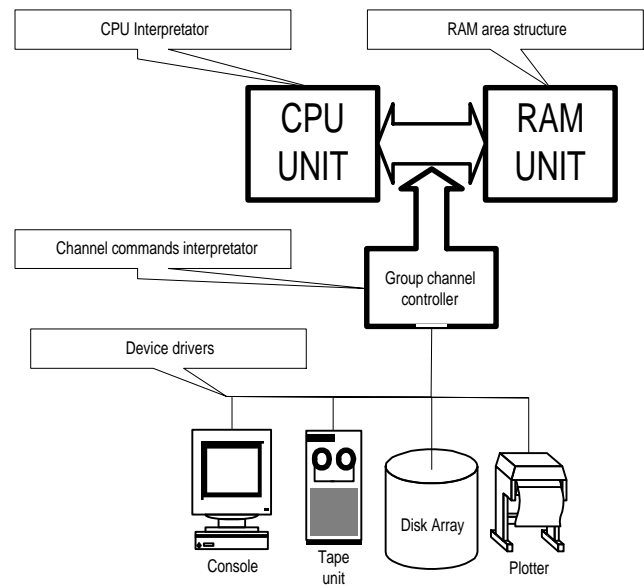 CPU Interpretator
RAM area structure
CPU
UNIT
RAM
UNIT
Channel commands interpretator
Group channel
controller
Device drivers
Console
Tape
unit
Disk Array
Plotter